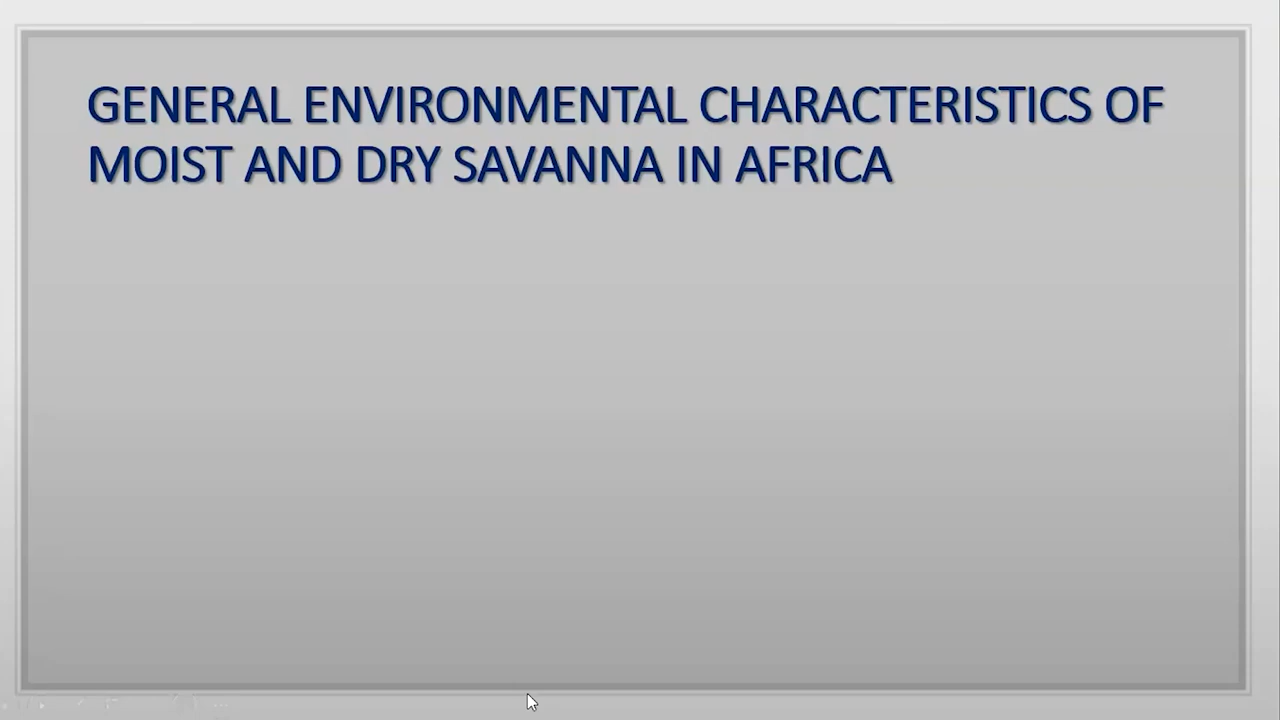 GENERAL ENVIRONMENTAL CHARACTERISTICS OF
MOIST AND DRY SAVANNA IN AFRICA